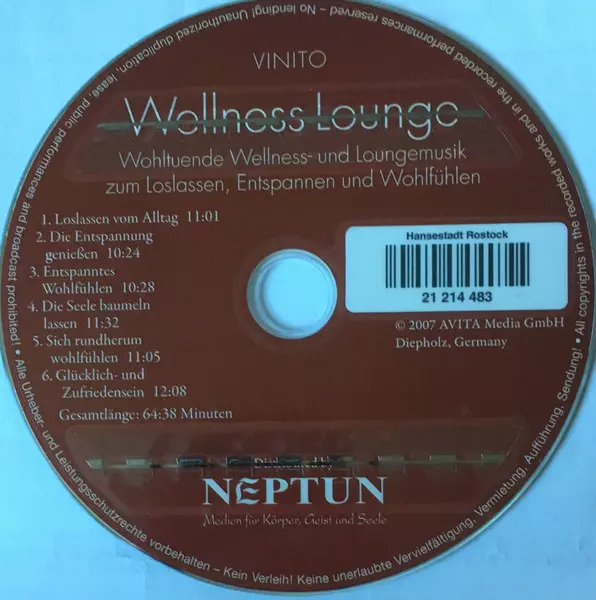 VINITO
Wellness Lounge
Wohltuende Wellness- und Loungemusik
zum Loslassen, Entspannen und Wohlfühlen
1. Loslassen vom Alltag 11:01
2. Die Entspannung
genießen 10:24
3. Entspanntes
Wohlfühlen 10:28
4. Die Seele baumeln
lassen 11:32
5. Sich rundherum
wohlfühlen 11:05
6. Glücklich- und
Zufriedensein 12:08
Gesamtlänge: 64:38 Minuten
Hansestadt Rostock
21 214 483
© 2007 AVITA Media GmbH
Diepholz, Germany
Distributed by
NEPTUN
Medien für Körper, Geist und Seele
• Alle Urheber- und Leistungsschutzrechte vorbehalten – Kein Verleih! Keine unerlaubte Vervielfältigung, Vermietung, Aufführung, Sendung! • All copyrights in the recorded works and in the recorded performances reserved – No lending! Unauthorized duplication, lease, public performances and broadcast prohibited!